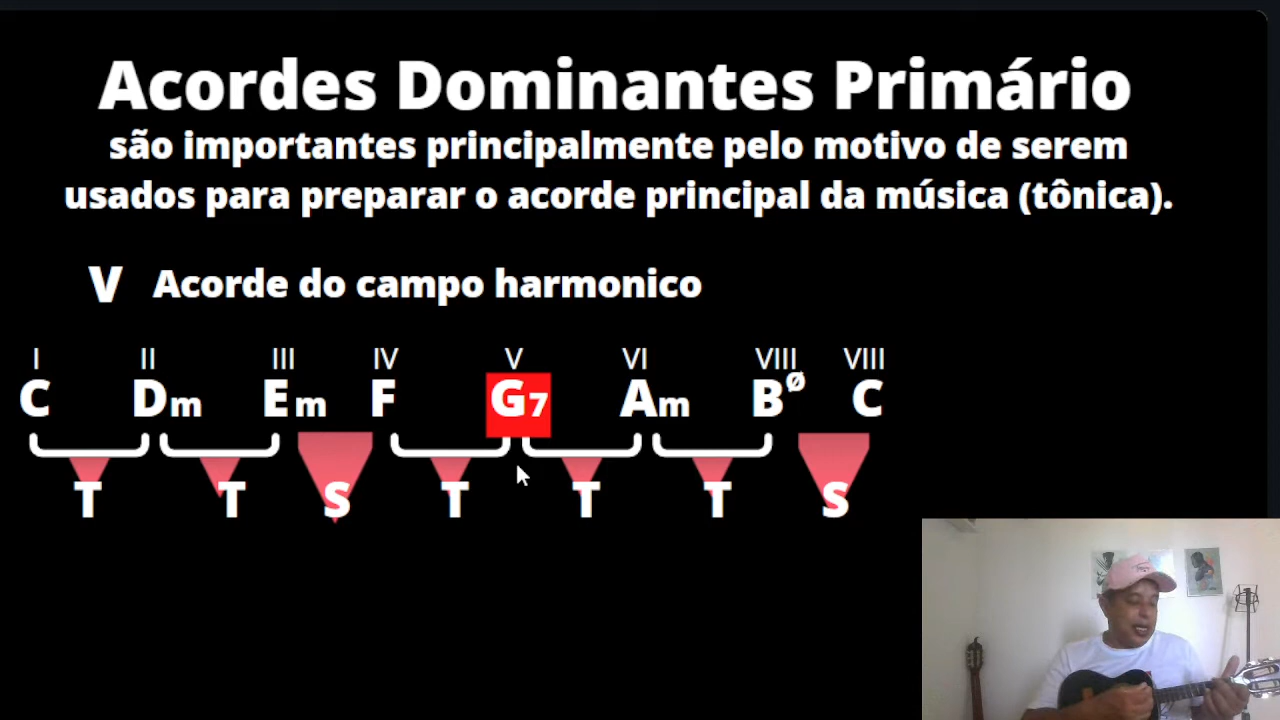 Acordes Dominantes Primário
são importantes principalmente pelo motivo de serem
usados para preparar o acorde principal da música (tônica).
V Acorde do campo harmonico
I II III IV V VI VIII VIII
C Dm Em F G7 Am Bø C
T T S T T T S